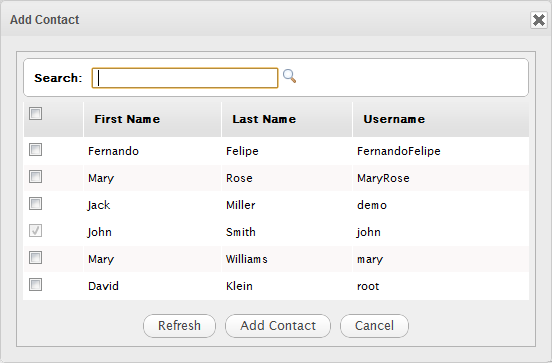 Add Contact
Search:
First Name Last Name Username
Fernando Felipe FernandoFelipe
Mary Rose MaryRose
Jack Miller demo
John Smith john
Mary Williams mary
David Klein root
Refresh Add Contact Cancel